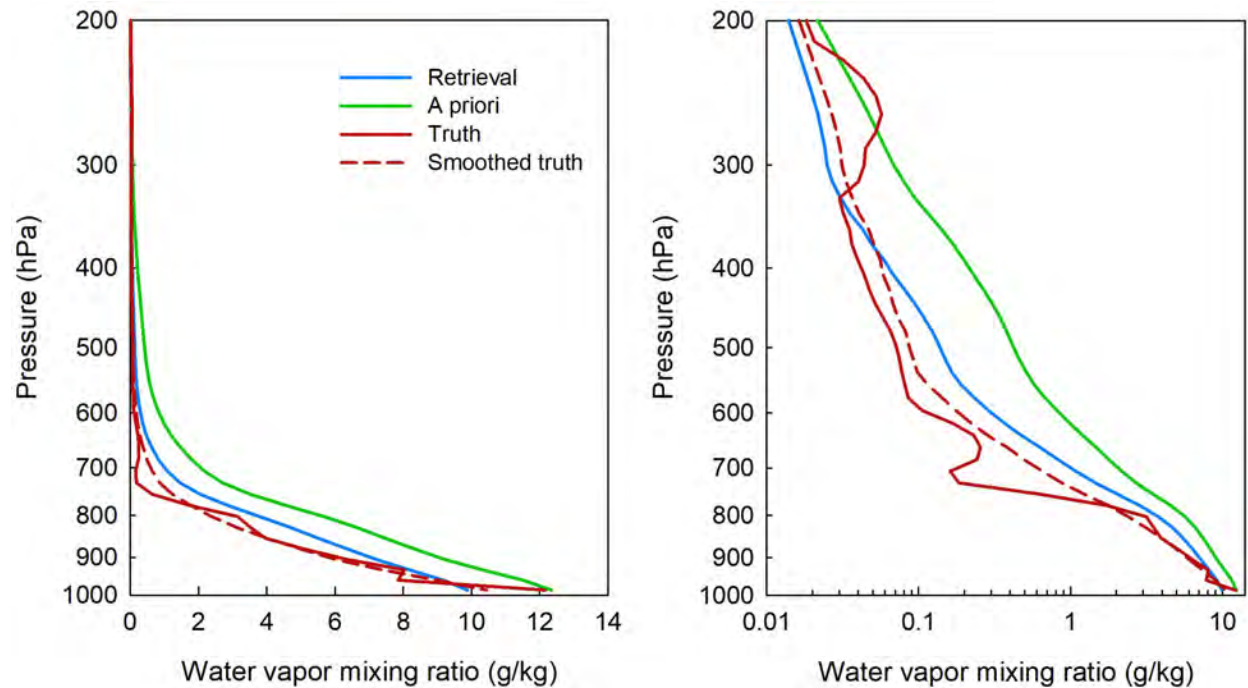 200
300
400
500
600
700
800
900
1000
Pressure (hPa)
Retrieval
A priori
Truth
Smoothed truth
0 2 4 6 8 10 12 14
Water vapor mixing ratio (g/kg)
200
300
400
500
600
700
800
900
1000
Pressure (hPa)
0.01 0.1 1 10
Water vapor mixing ratio (g/kg)